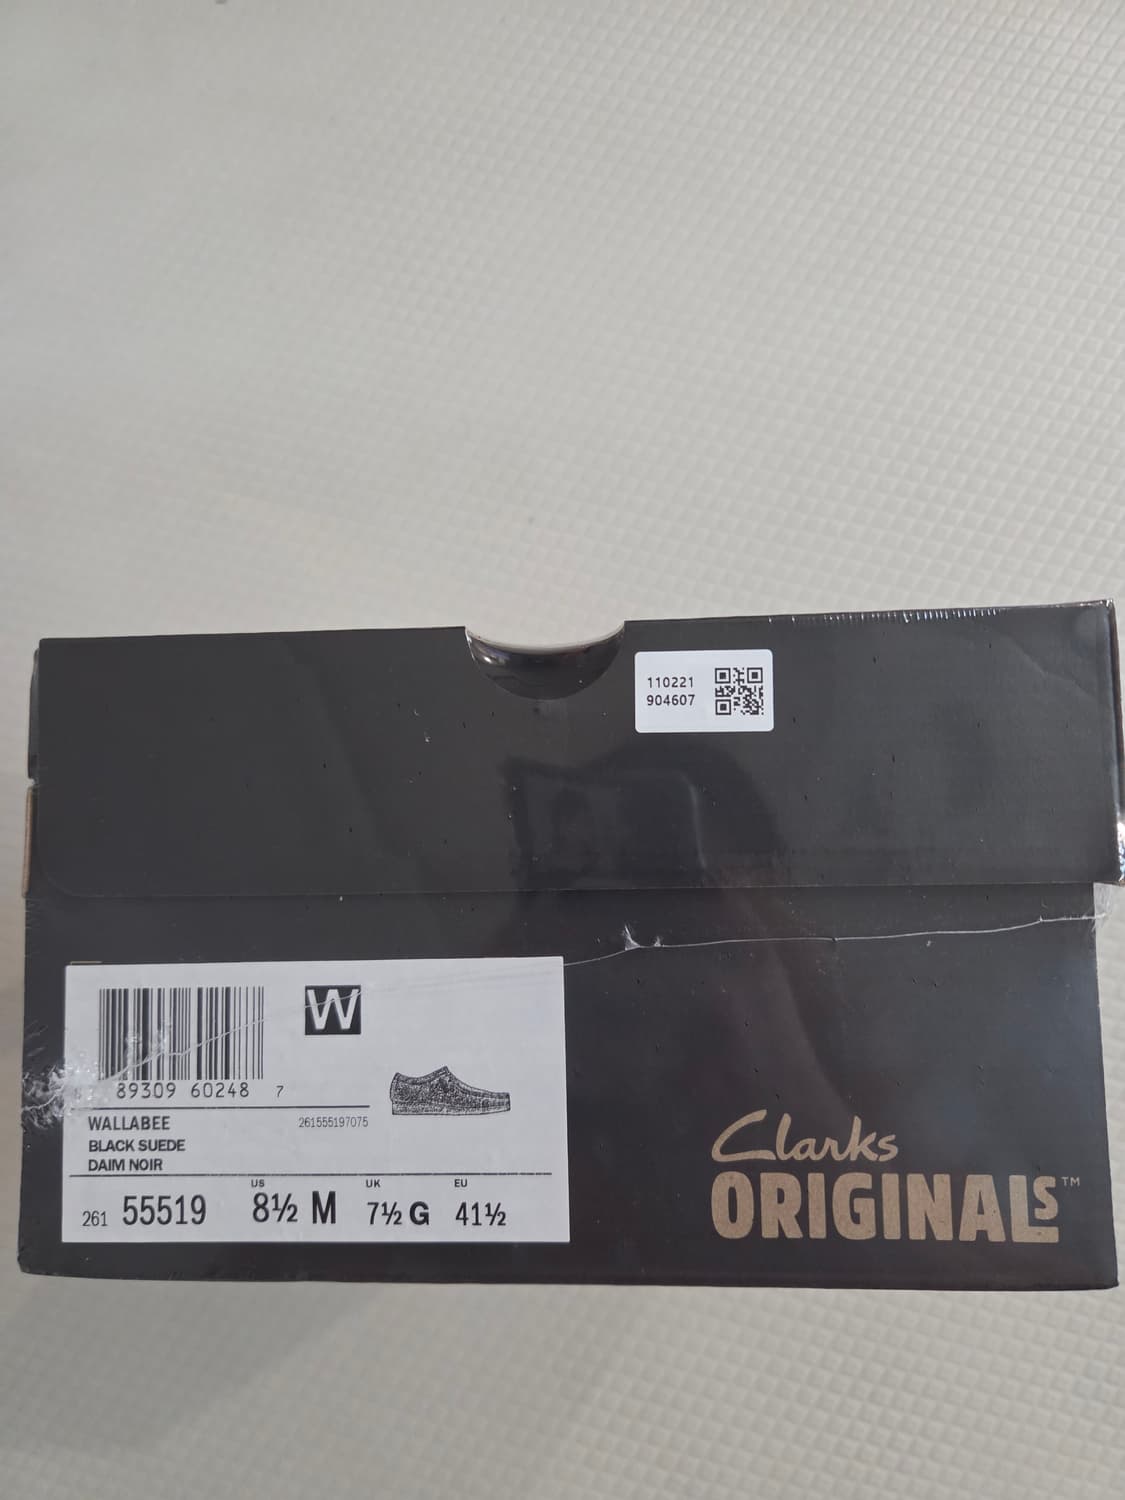 110221
904607
W
89309 60248 7
WALLABEE
261555197075
BLACK SUEDE
DAIM NOIR
US UK EU
261 55519 8½ M 7½ G 41½
Clarks
ORIGINALS™